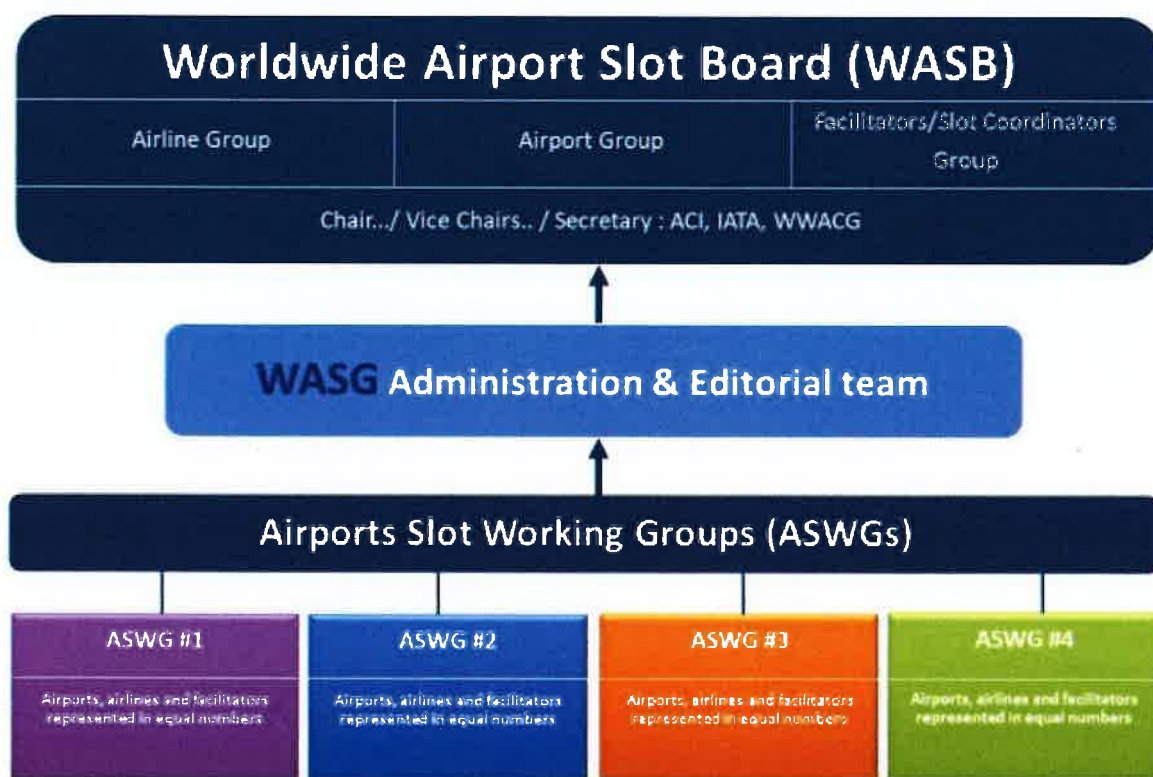 Worldwide Airport Slot Board (WASB)
Airline Group
Airport Group
Facilitators/Slot Coordinators
Group
Chair.../ Vice Chairs.. / Secretary : ACI, IATA, WWACG
WASG Administration & Editorial team
Airports Slot Working Groups (ASWGs)
ASWG #1
Airports, airlines and facilitators
represented in equal numbers
ASWG #2
Airports, airlines and facilitators
represented in equal numbers
ASWG #3
Airports, airlines and facilitators
represented in equal numbers
ASWG #4
Airports, airlines and facilitators
represented in equal numbers